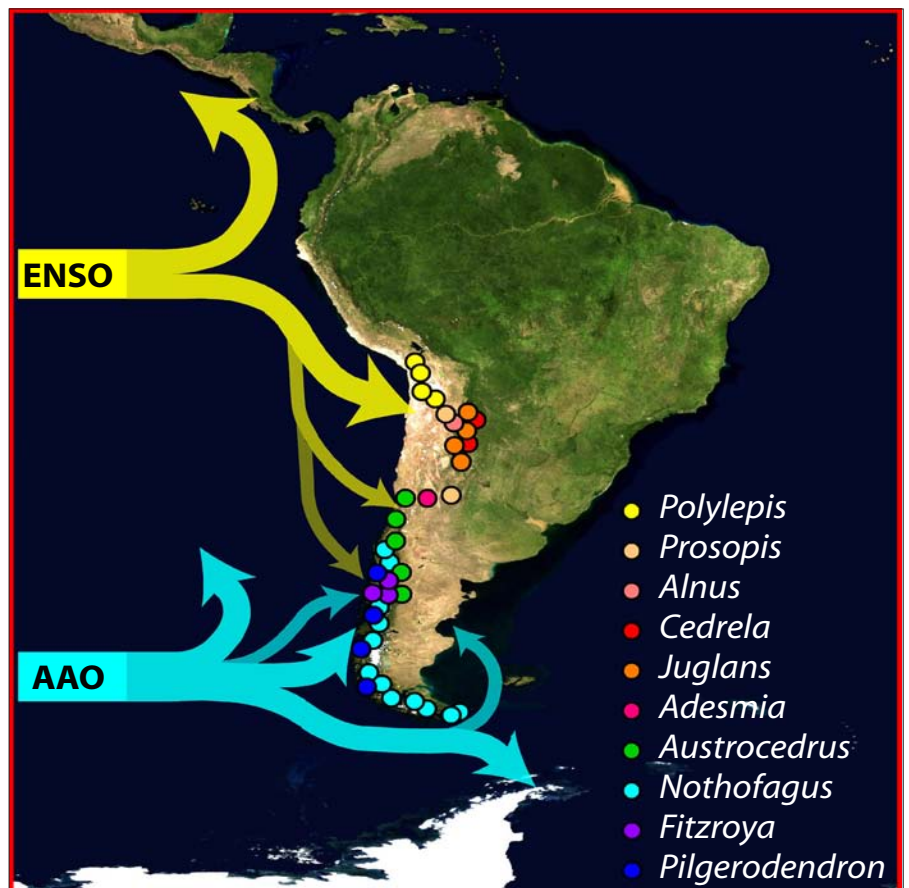 ENSO
AAO
Polylepis
Prosopis
Alnus
Cedrela
Juglans
Adesmia
Austrocedrus
Nothofagus
Fitzroya
Pilgerodendron